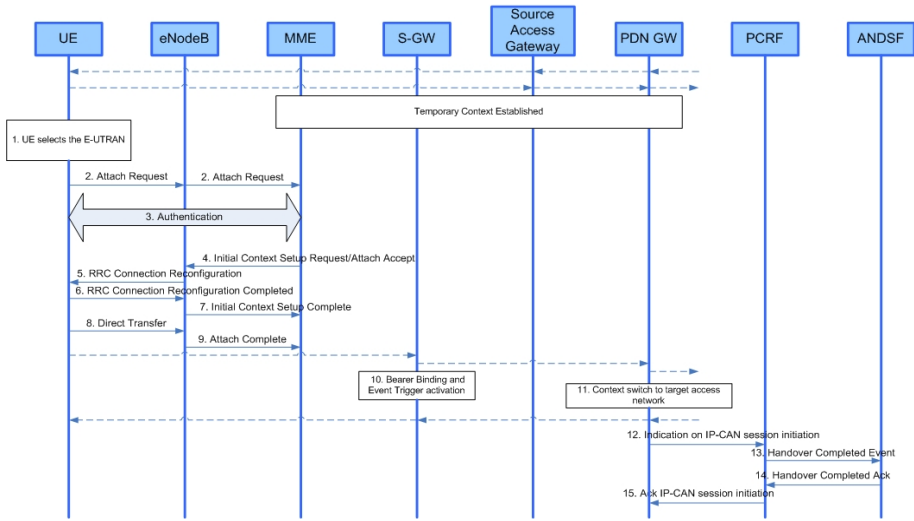 UE
eNodeB
MME
S-GW
Source
Access
Gateway
PDN GW
PCRF
ANDSF
Temporary Context Established
1. UE selects the E-UTRAN
2. Attach Request
2. Attach Request
3. Authentication
4. Initial Context Setup Request/Attach Accept
5. RRC Connection Reconfiguration
6. RRC Connection Reconfiguration Completed
7. Initial Context Setup Complete
8. Direct Transfer
9. Attach Complete
10. Bearer Binding and
Event Trigger activation
11. Context switch to target access
network
12. Indication on IP-CAN session initiation
13. Handover Completed Event
14. Handover Completed Ack
15. Ack IP-CAN session initiation